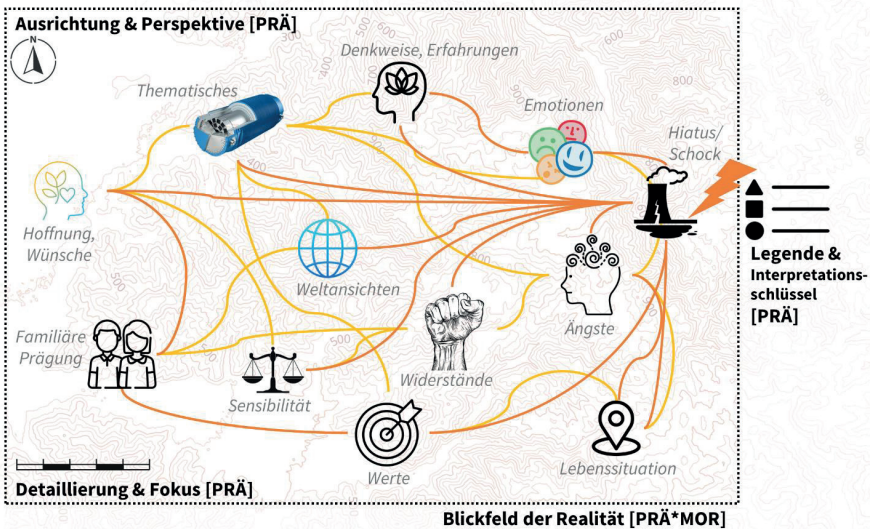 Ausrichtung & Perspektive [PRÄ]
N
Denkweise, Erfahrungen
Thematisches
Emotionen
Hiatus/
Schock
Hoffnung,
Wünsche
Weltansichten
Legende &
Interpretations-
schlüssel
[PRÄ]
Familiäre
Prägung
Ängste
Widerstände
Sensibilität
Werte
Lebenssituation
Detaillierung & Fokus [PRÄ]
Blickfeld der Realität [PRÄ*MOR]